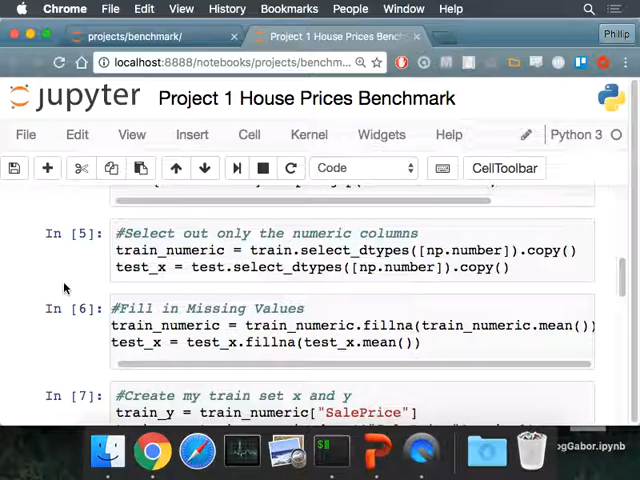 Chrome File Edit View History Bookmarks People Window Help
projects/benchmark/ Project 1 House Prices Benchm Philip
localhost:8888/notebooks/projects/benchm...
jupyter Project 1 House Prices Benchmark
File Edit View Insert Cell Kernel Widgets Help Python 3
Code CellToolbar
In [5]: #Select out only the numeric columns
train_numeric = train.select_dtypes([np.number]).copy()
test_x = test.select_dtypes([np.number]).copy()
In [6]: #Fill in Missing Values
train_numeric = train_numeric.fillna(train_numeric.mean())
test_x = test_x.fillna(test_x.mean())
In [7]: #Create my train set x and y
train_y = train_numeric["SalePrice"]
ogGabor.ipynb